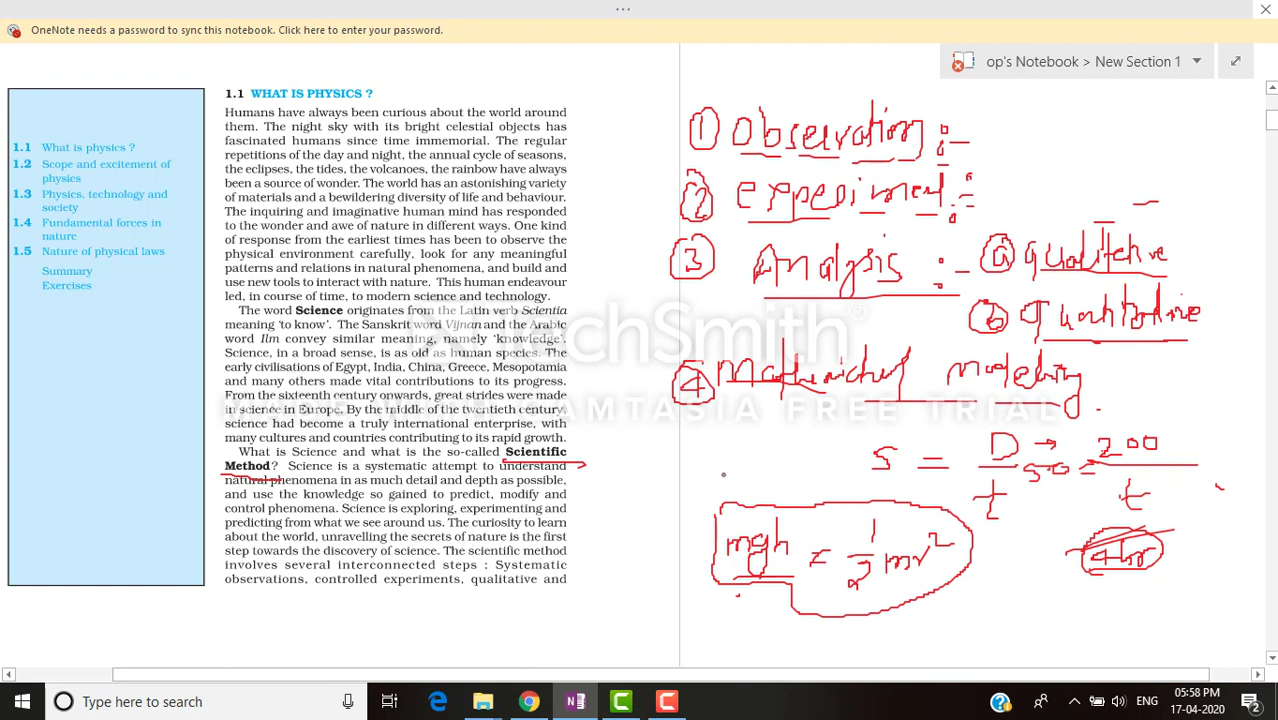 OneNote needs a password to sync this notebook. Click here to enter your password.
op's Notebook > New Section 1
1.1 What is physics ?
1.2 Scope and excitement of
physics
1.3 Physics, technology and
society
1.4 Fundamental forces in
nature
1.5 Nature of physical laws
Summary
Exercises
1.1 WHAT IS PHYSICS ?
Humans have always been curious about the world around
them. The night sky with its bright celestial objects has
fascinated humans since time immemorial. The regular
repetitions of the day and night, the annual cycle of seasons,
the eclipses, the tides, the volcanoes, the rainbow have always
been a source of wonder. The world has an astonishing variety
of materials and a bewildering diversity of life and behaviour.
The inquiring and imaginative human mind has responded
to the wonder and awe of nature in different ways. One kind
of response from the earliest times has been to observe the
physical environment carefully, look for any meaningful
patterns and relations in natural phenomena, and build and
use new tools to interact with nature. This human endeavour
led, in course of time, to modern science and technology.
The word Science originates from the Latin verb Scientia
meaning 'to know'. The Sanskrit word Vijnan and the Arabic
word Ilm convey similar meaning, namely 'knowledge'.
Science, in a broad sense, is as old as human species. The
early civilisations of Egypt, India, China, Greece, Mesopotamia
and many others made vital contributions to its progress.
From the sixteenth century onwards, great strides were made
in science in Europe. By the middle of the twentieth century,
science had become a truly international enterprise, with
many cultures and countries contributing to its rapid growth.
What is Science and what is the so-called Scientific
Method? Science is a systematic attempt to understand
natural phenomena in as much detail and depth as possible,
and use the knowledge so gained to predict, modify and
control phenomena. Science is exploring, experimenting and
predicting from what we see around us. The curiosity to learn
about the world, unravelling the secrets of nature is the first
step towards the discovery of science. The scientific method
involves several interconnected steps : Systematic
observations, controlled experiments, qualitative and
① Observation :-
② experiment :-
③ Analysis :- ⓐ qualitative
ⓑ quantitative
④ Mathematical modeling
S = D/t → 50 = 200/t
4hr
mgh = 1/2 mv²
TechSmith
MADE WITH CAMTASIA FREE TRIAL
Type here to search
ENG
05:58 PM
17-04-2020
2